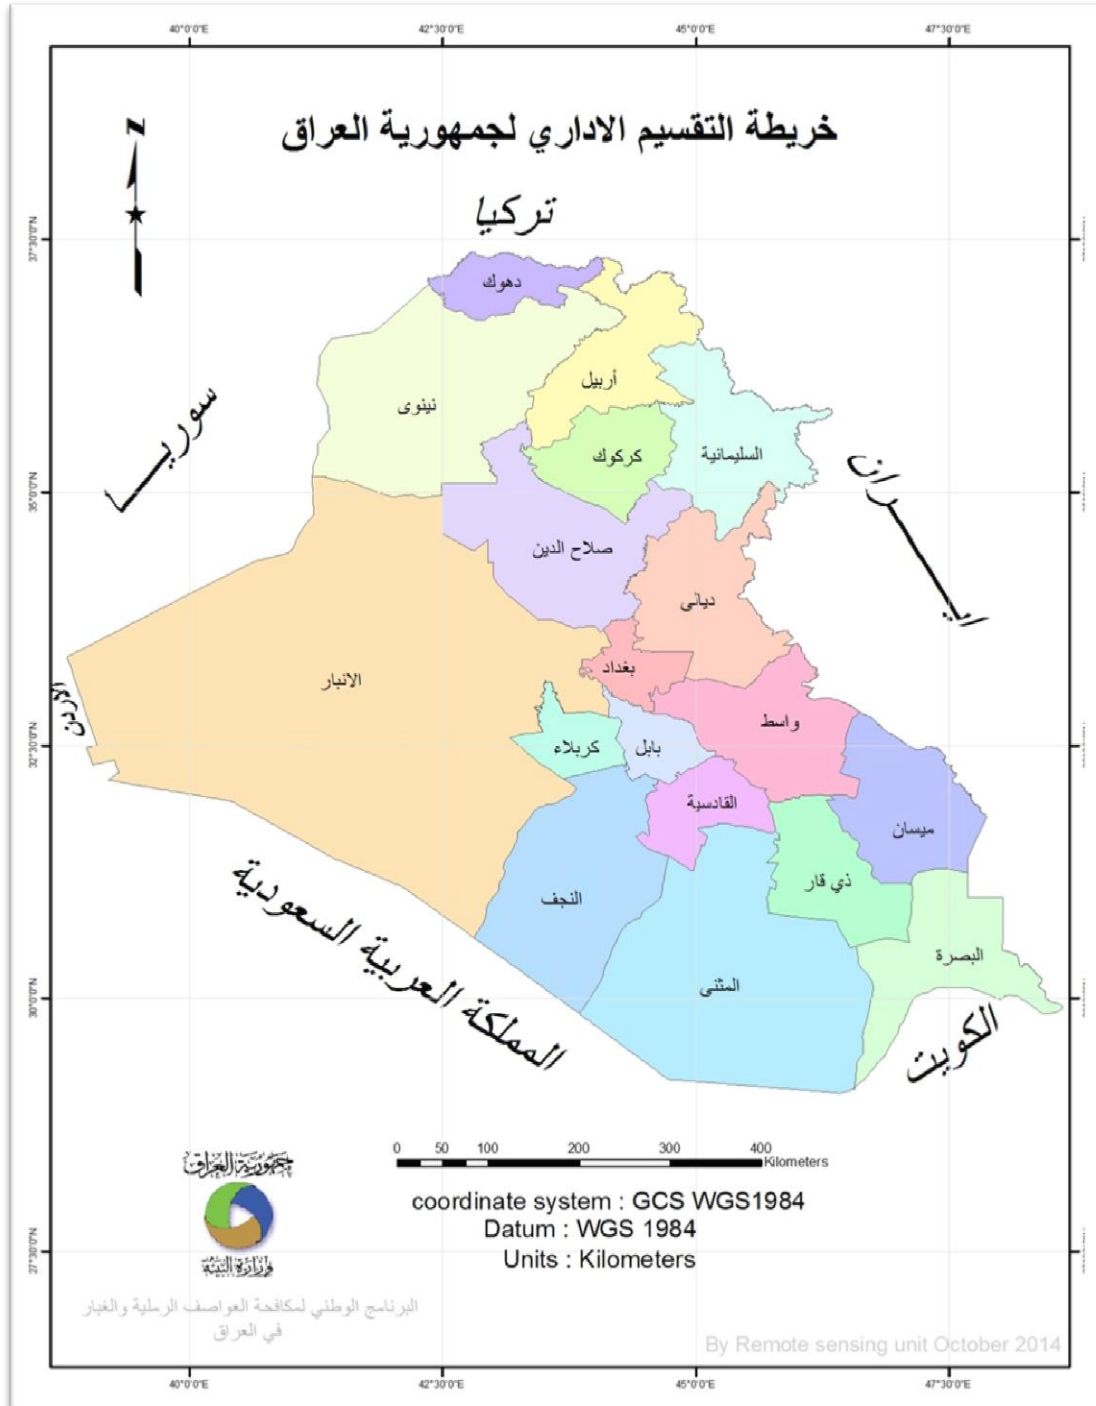 40°0'0"E 42°30'0"E 45°0'0"E 47°30'0"E
خريطة التقسيم الاداري لجمهورية العراق
N
تركيا
37°30'0"N
دهوك
أربيل
نينوى
سوريـــا
كركوك
السليمانية
ايـــران
35°0'0"N
صلاح الدين
ديالى
بغداد
الانبار
الأردن
واسط
32°30'0"N
كربلاء
بابل
القادسية
ميسان
ذي قار
النجف
المملكة العربية السعودية
البصرة
المثنى
30°0'0"N
الكويت
0 50 100 200 300 400
Kilometers
جمهورية العراق
coordinate system : GCS WGS1984
Datum : WGS 1984
Units : Kilometers
27°30'0"N
وزارة البيئة
البرنامج الوطني لمكافحة العواصف الرملية والغبار
في العراق
By Remote sensing unit October 2014
40°0'0"E 42°30'0"E 45°0'0"E 47°30'0"E